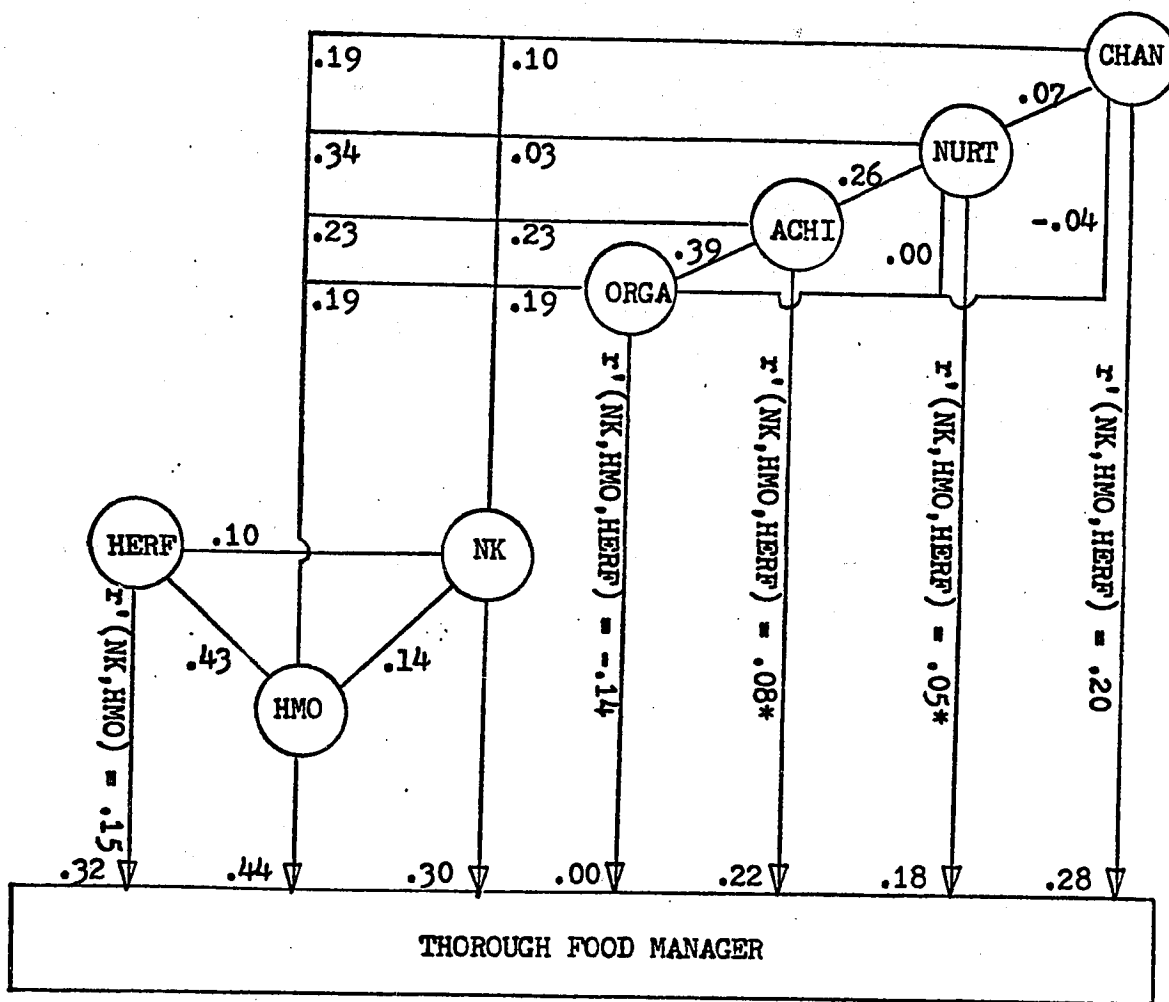 CHAN
.19
.10
.07
NURT
.34
.03
.26
-.04
ACHI
.23
.23
.39
.00
ORGA
.19
.19
r'(NK,HMO,HERF) = -.14
r'(NK,HMO,HERF) = .08*
r'(NK,HMO,HERF) = .05*
r'(NK,HMO,HERF) = .20
HERF
.10
NK
.43
.14
HMO
r'(NK,HMO) = .15
.32
.44
.30
.00
.22
.18
.28
THOROUGH FOOD MANAGER